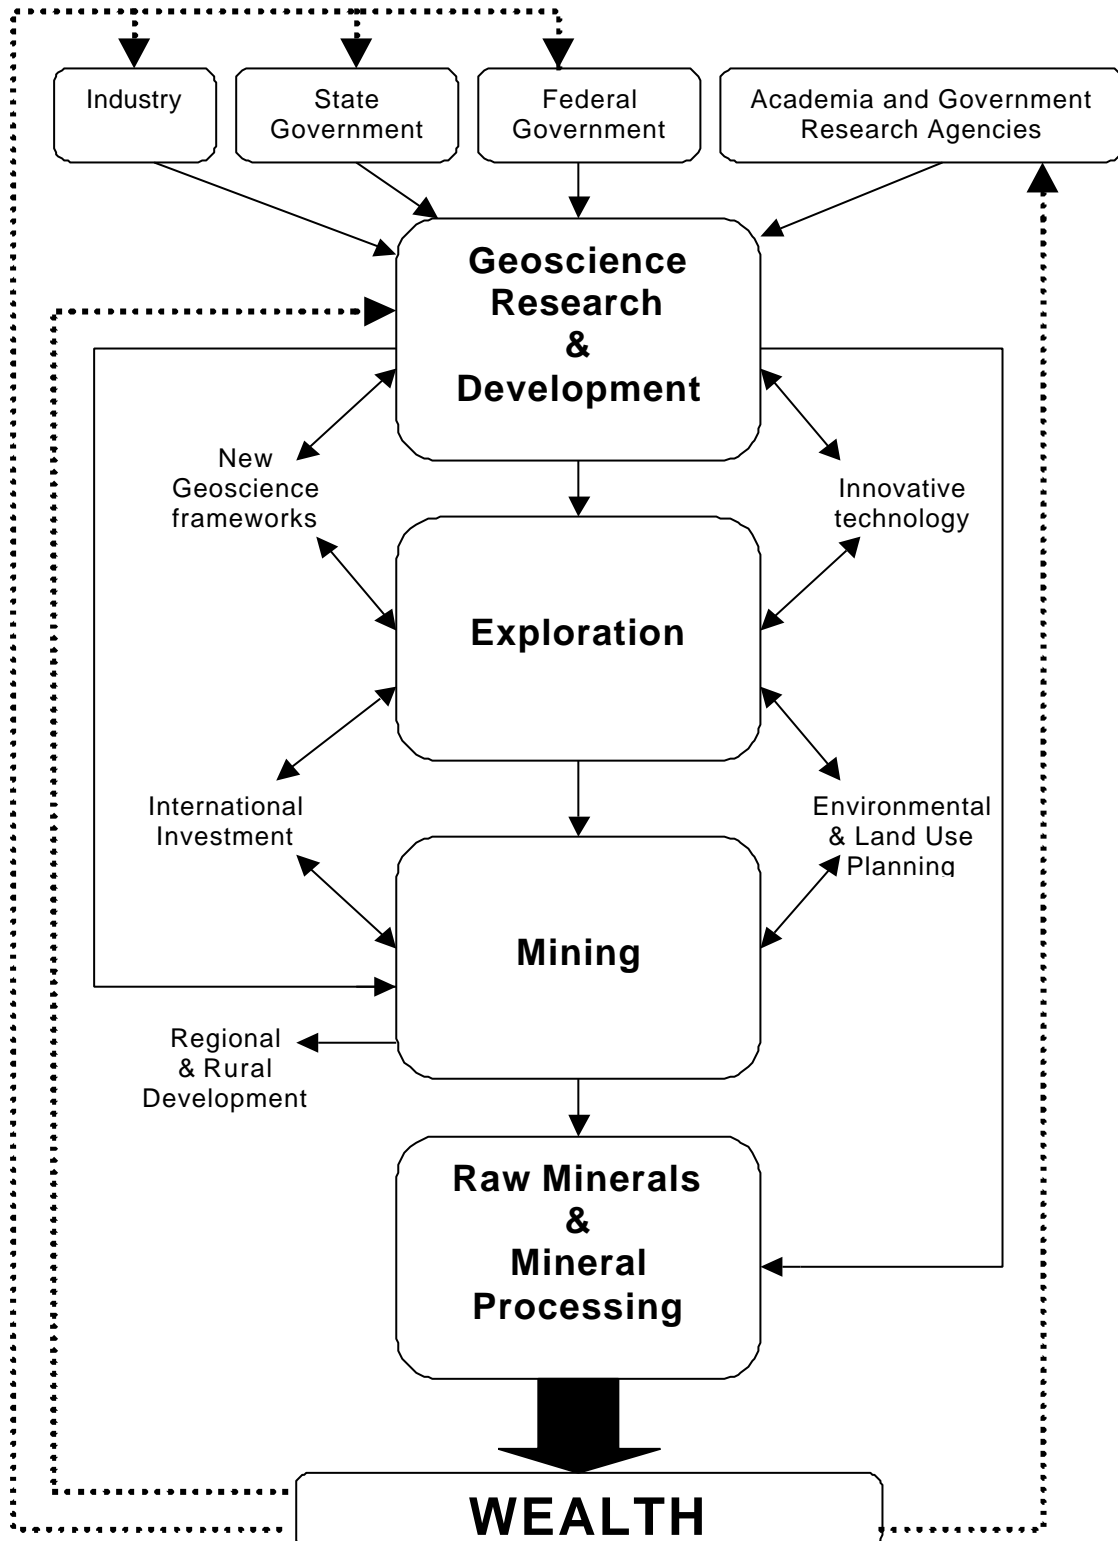 Industry
State
Government
Federal
Government
Academia and Government
Research Agencies
Geoscience
Research
&
Development
New
Geoscience
frameworks
Innovative
technology
Exploration
International
Investment
Environmental
& Land Use
Planning
Mining
Regional
& Rural
Development
Raw Minerals
&
Mineral
Processing
WEALTH